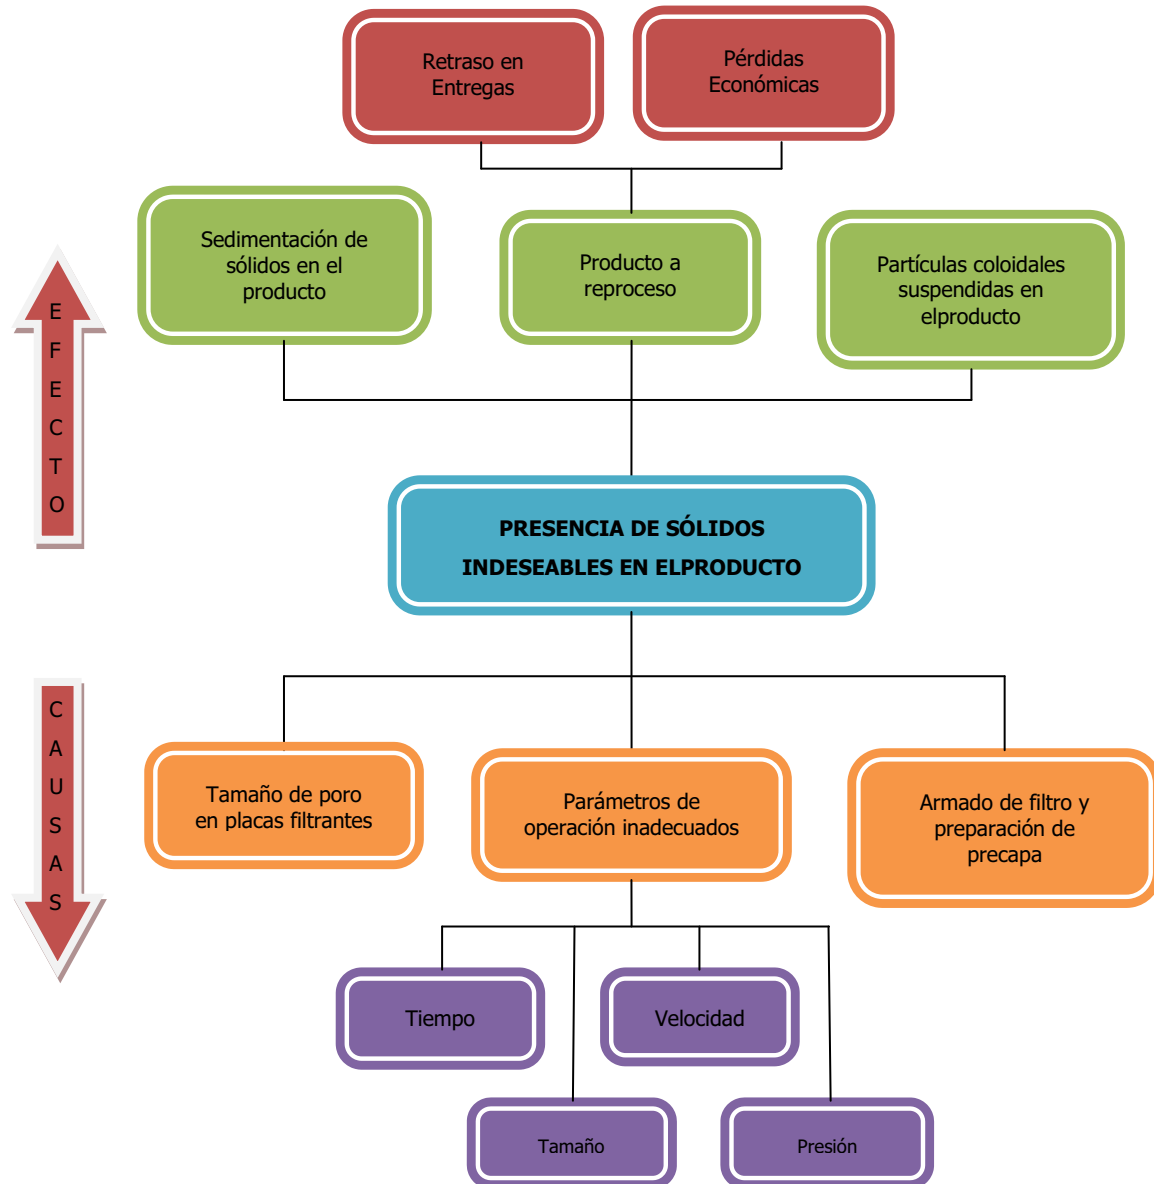 Retraso en
Entregas
Pérdidas
Económicas
Sedimentación de
sólidos en el
producto
Producto a
reproceso
Partículas coloidales
suspendidas en
elproducto
E
F
E
C
T
O
PRESENCIA DE SÓLIDOS
INDESEABLES EN ELPRODUCTO
C
A
U
S
A
S
Tamaño de poro
en placas filtrantes
Parámetros de
operación inadecuados
Armado de filtro y
preparación de
precapa
Tiempo
Velocidad
Tamaño
Presión